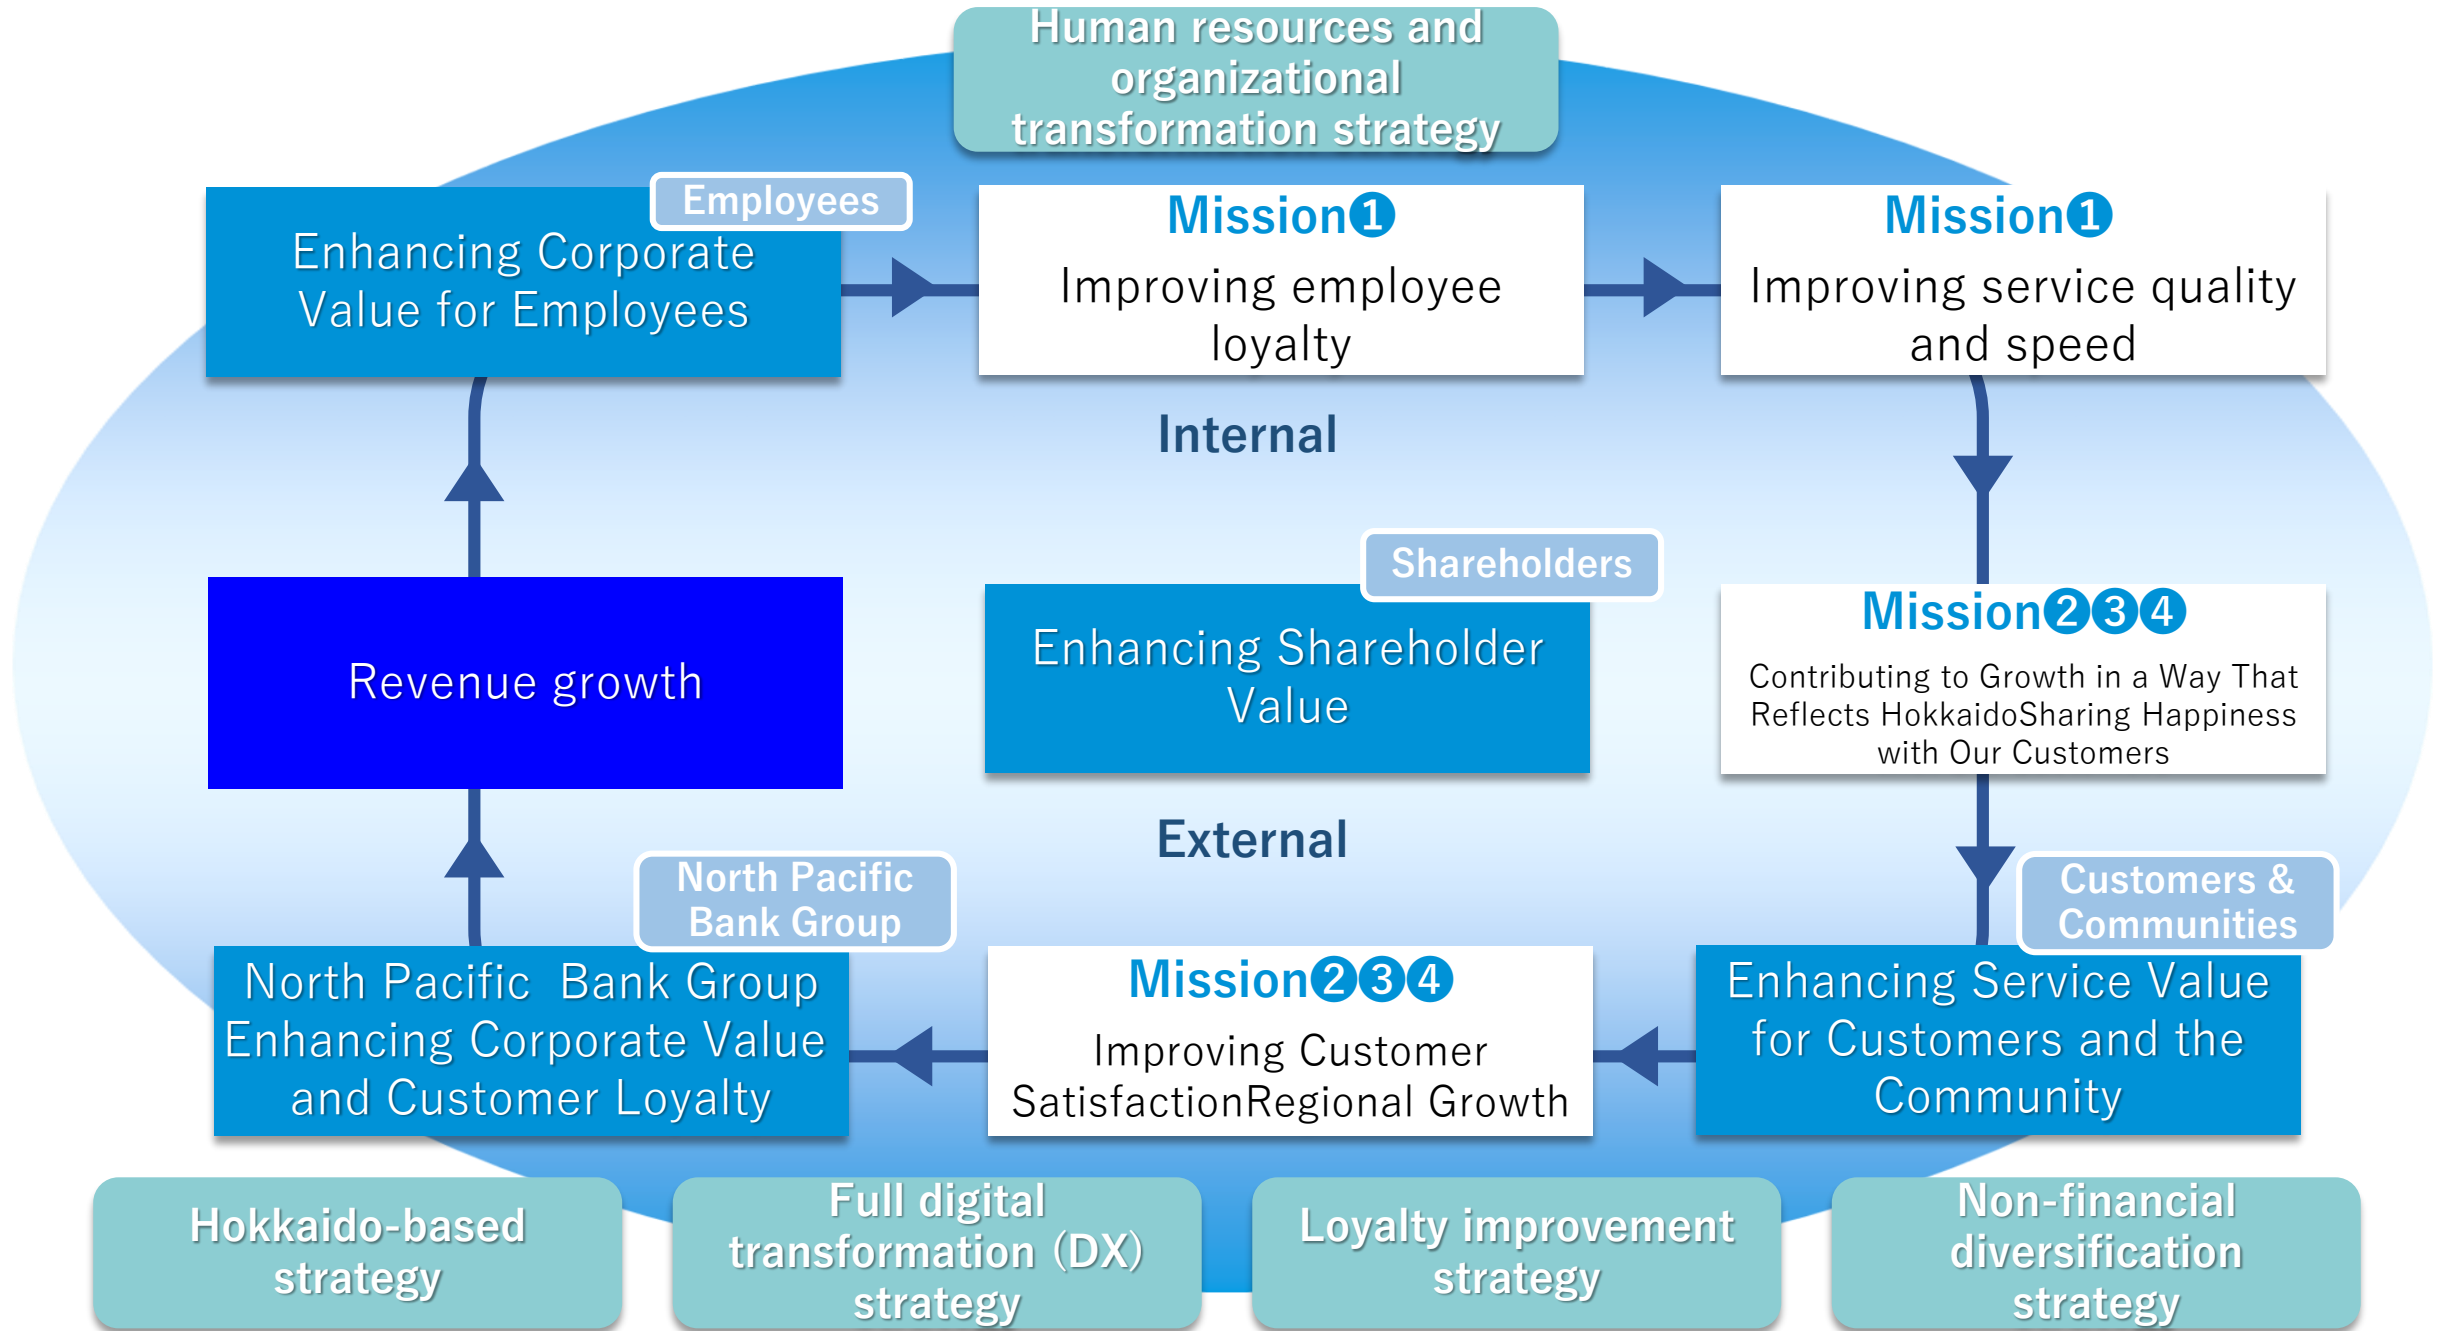 Human resources and
organizational
transformation strategy
Employees
Enhancing Corporate
Value for Employees
Mission❶
Improving employee
loyalty
Mission❶
Improving service quality
and speed
Internal
Revenue growth
Shareholders
Enhancing Shareholder
Value
Mission❷❸❹
Contributing to Growth in a Way That
Reflects HokkaidoSharing Happiness
with Our Customers
External
North Pacific
Bank Group
North Pacific  Bank Group
Enhancing Corporate Value
and Customer Loyalty
Mission❷❸❹
Improving Customer
SatisfactionRegional Growth
Customers &
Communities
Enhancing Service Value
for Customers and the
Community
Hokkaido-based
strategy
Full digital
transformation (DX)
strategy
Loyalty improvement
strategy
Non-financial
diversification
strategy